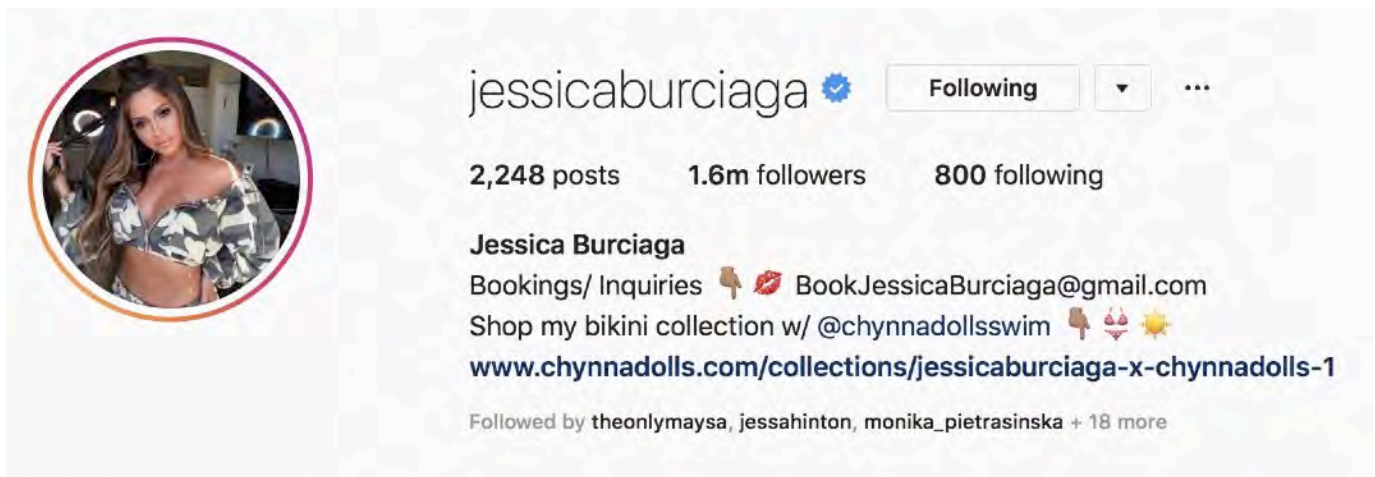 jessicaburciaga Following ▼ •••
2,248 posts 1.6m followers 800 following
Jessica Burciaga
Bookings/ Inquiries 👇🏽 💋 BookJessicaBurciaga@gmail.com
Shop my bikini collection w/ @chynnadollsswim 👇🏽 👙 ☀️
www.chynnadolls.com/collections/jessicaburciaga-x-chynnadolls-1
Followed by theonlymaysa, jessahinton, monika_pietrasinska + 18 more